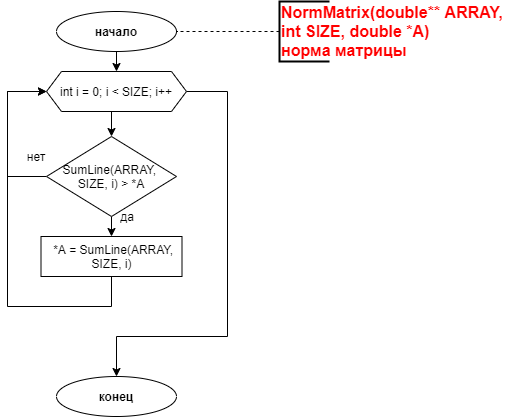 начало
NormMatrix(double** ARRAY,
int SIZE, double *A)
норма матрицы
int i = 0; i < SIZE; i++
нет
SumLine(ARRAY,
SIZE, i) > *A
да
*A = SumLine(ARRAY,
SIZE, i)
конец